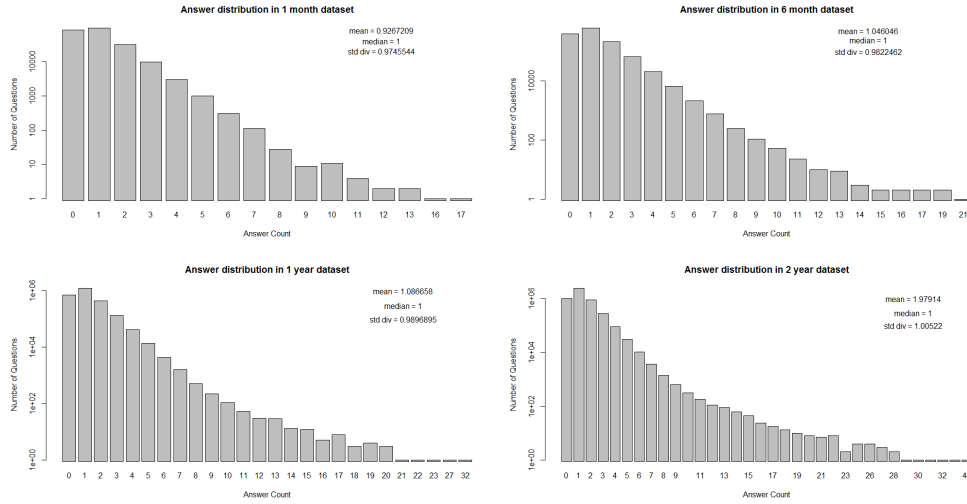 Answer distribution in 1 month dataset
mean = 0.9267209
median = 1
std div = 0.9745544
Number of Questions
1 10 100 1000 10000
0 1 2 3 4 5 6 7 8 9 10 11 12 13 16 17
Answer Count
Answer distribution in 6 month dataset
mean = 1.046046
median = 1
std div = 0.9822462
Number of Questions
1 100 10000
0 1 2 3 4 5 6 7 8 9 10 11 12 13 14 15 16 17 19 21
Answer Count
Answer distribution in 1 year dataset
mean = 1.086658
median = 1
std div = 0.9896895
Number of Questions
1e+00 1e+02 1e+04 1e+06
0 1 2 3 4 5 6 7 8 9 10 11 12 13 14 15 16 17 18 19 20 21 22 23 27 32
Answer Count
Answer distribution in 2 year dataset
mean = 1.97914
median = 1
std div = 1.00522
Number of Questions
1e+00 1e+02 1e+04 1e+06
0 1 2 3 4 5 6 7 8 9 11 13 15 17 19 21 23 26 28 30 32 4
Answer Count